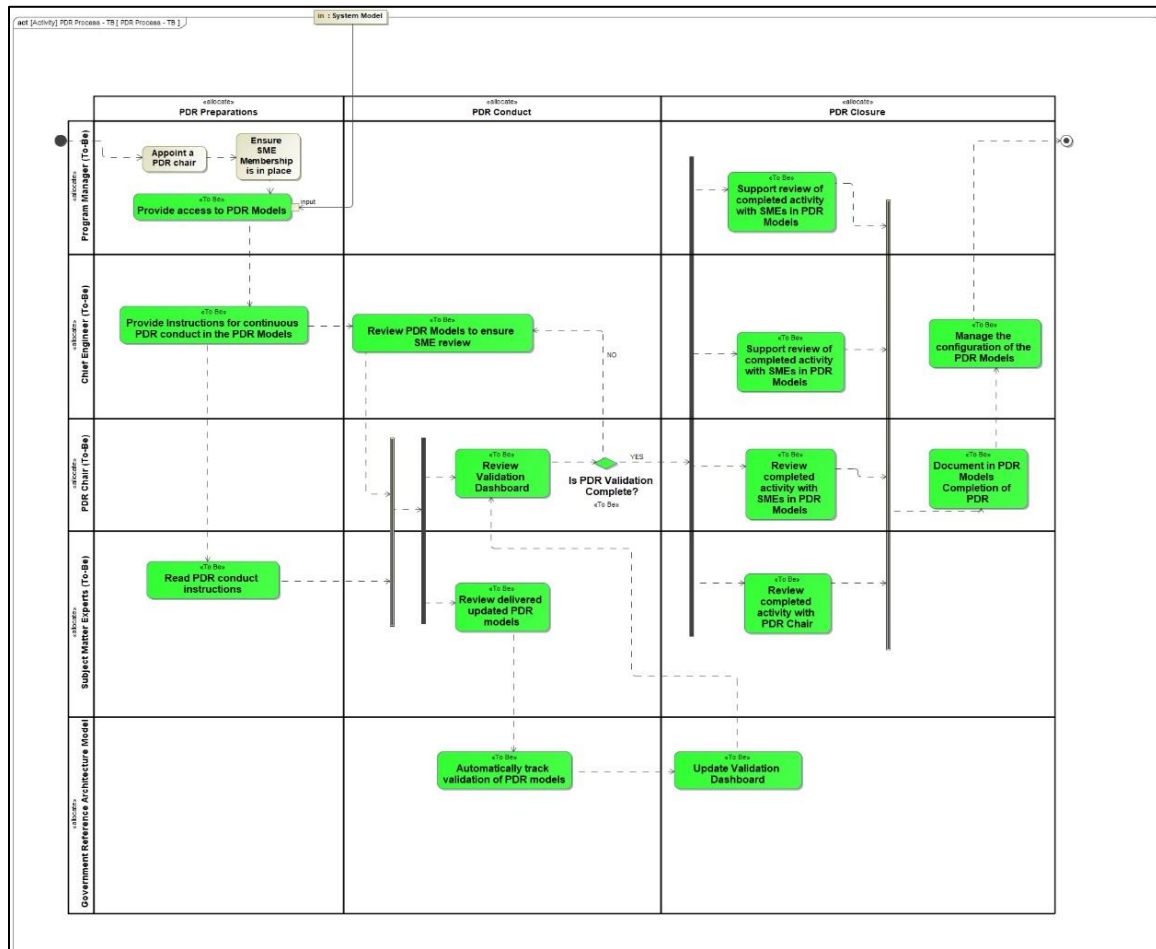 act [Activity] PDR Process - TB [ PDR Process - TB ]
in : System Model
«allocate»
PDR Preparations
«allocate»
PDR Conduct
«allocate»
PDR Closure
«allocate»
Program Manager (To-Be)
Appoint a
PDR chair
Ensure
SME
Membership
is in place
«To Be»
Provide access to PDR Models
input
«To Be»
Support review of
completed activity
with SMEs in PDR
Models
«allocate»
Chief Engineer (To-Be)
«To Be»
Provide Instructions for continuous
PDR conduct in the PDR Models
«To Be»
Review PDR Models to ensure
SME review
NO
«To Be»
Support review of
completed activity
with SMEs in PDR
Models
«To Be»
Manage the
configuration of the
PDR Models
«allocate»
PDR Chair (To-Be)
«To Be»
Review
Validation
Dashboard
YES
Is PDR Validation
Complete?
«To Be»
«To Be»
Review
completed
activity with
SMEs in PDR
Models
«To Be»
Document in PDR
Models
Completion of
PDR
«allocate»
Subject Matter Experts (To-Be)
«To Be»
Read PDR conduct
instructions
«To Be»
Review delivered
updated PDR
models
«To Be»
Review
completed
activity with
PDR Chair
«allocate»
Government Reference Architecture Model
«To Be»
Automatically track
validation of PDR models
«To Be»
Update Validation
Dashboard